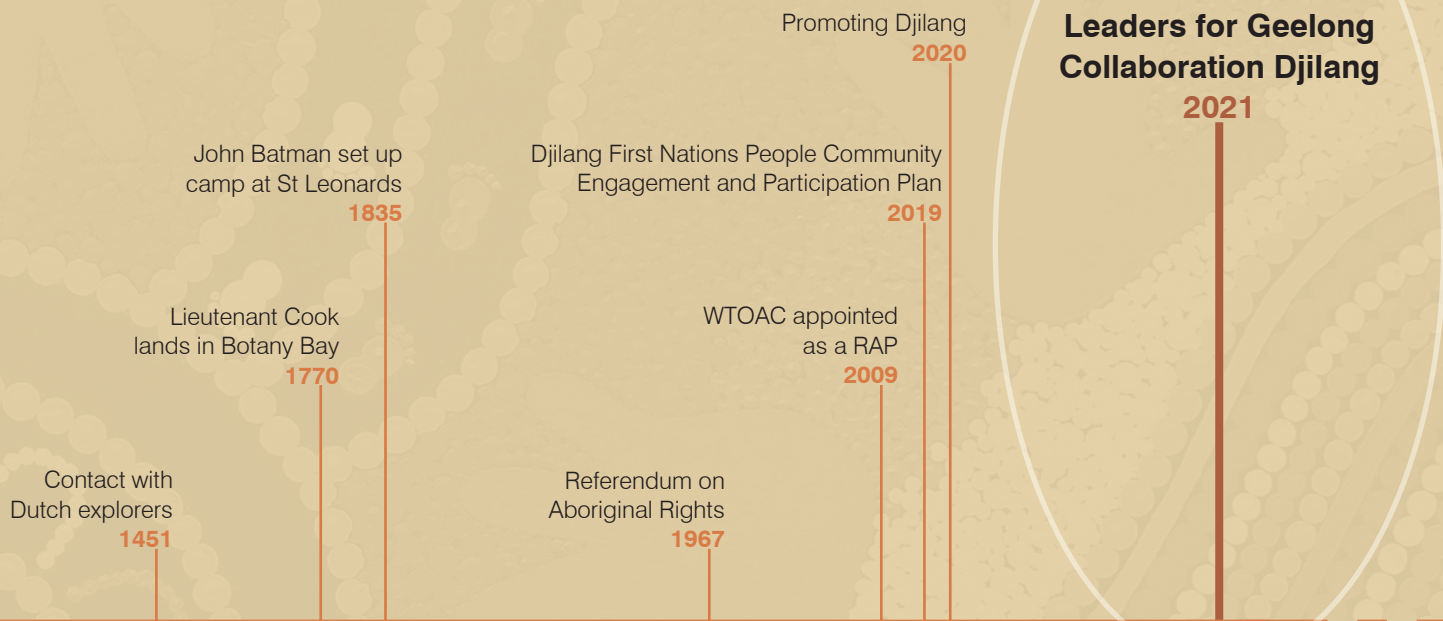 Promoting Djilang
2020
Leaders for Geelong
Collaboration Djilang
2021
John Batman set up
camp at St Leonards
1835
Djilang First Nations People Community
Engagement and Participation Plan
2019
Lieutenant Cook
lands in Botany Bay
1770
WTOAC appointed
as a RAP
2009
Contact with
Dutch explorers
1451
Referendum on
Aboriginal Rights
1967